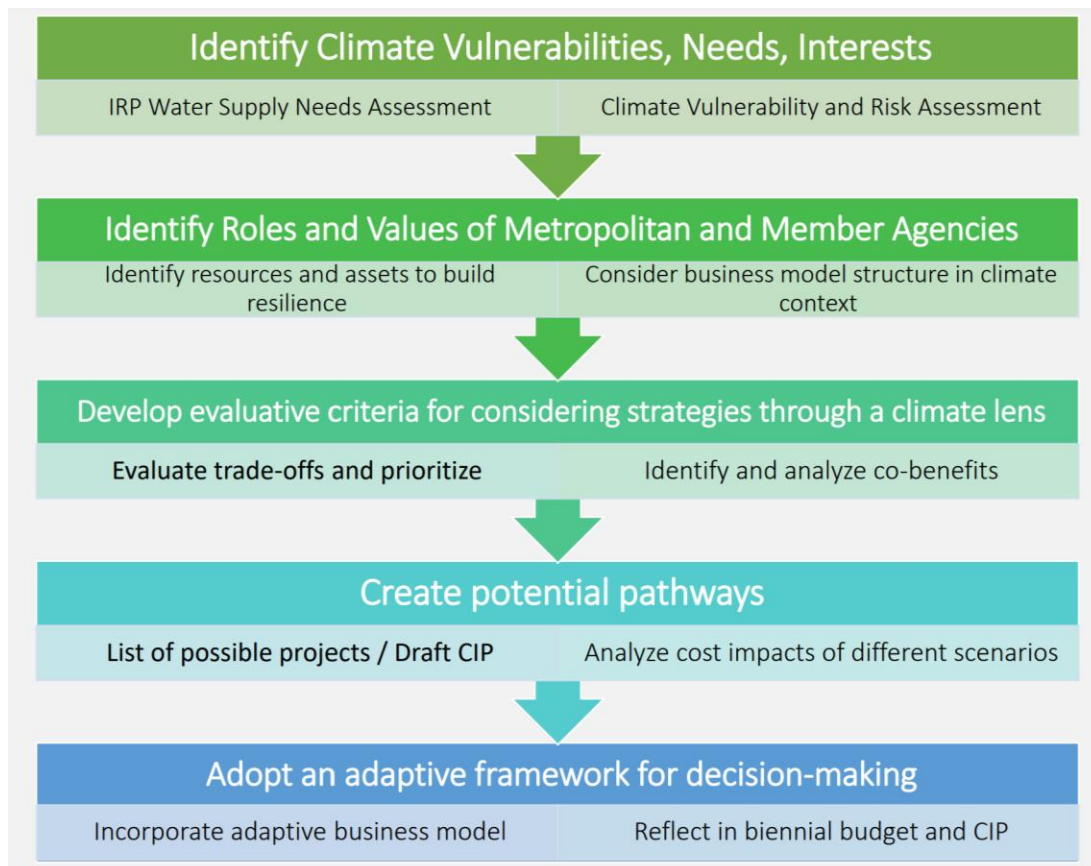 Identify Climate Vulnerabilities, Needs, Interests
IRP Water Supply Needs Assessment
Climate Vulnerability and Risk Assessment
Identify Roles and Values of Metropolitan and Member Agencies
Identify resources and assets to build
resilience
Consider business model structure in climate
context
Develop evaluative criteria for considering strategies through a climate lens
Evaluate trade-offs and prioritize
Identify and analyze co-benefits
Create potential pathways
List of possible projects / Draft CIP
Analyze cost impacts of different scenarios
Adopt an adaptive framework for decision-making
Incorporate adaptive business model
Reflect in biennial budget and CIP